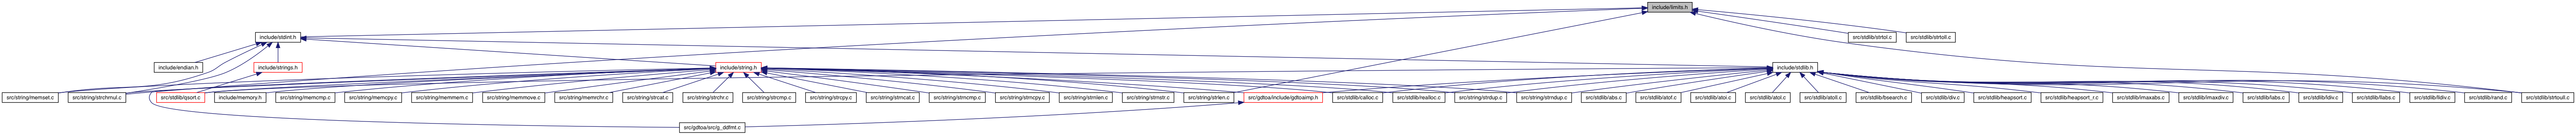 include/limits.h
include/stdint.h
src/stdlib/strtol.c
src/stdlib/strtoll.c
include/endian.h
include/strings.h
include/string.h
include/stdlib.h
src/string/memset.c
src/string/strchrnul.c
src/stdlib/qsort.c
include/memory.h
src/string/memcmp.c
src/string/memcpy.c
src/string/memmem.c
src/string/memmove.c
src/string/memrchr.c
src/string/strcat.c
src/string/strchr.c
src/string/strcmp.c
src/string/strcpy.c
src/string/strncat.c
src/string/strncmp.c
src/string/strncpy.c
src/string/strnlen.c
src/string/strnstr.c
src/string/strlen.c
src/gdtoa/include/gdtoaimp.h
src/stdlib/calloc.c
src/stdlib/realloc.c
src/string/strdup.c
src/string/strndup.c
src/stdlib/abs.c
src/stdlib/atof.c
src/stdlib/atoi.c
src/stdlib/atol.c
src/stdlib/atoll.c
src/stdlib/bsearch.c
src/stdlib/div.c
src/stdlib/heapsort.c
src/stdlib/heapsort_r.c
src/stdlib/imaxabs.c
src/stdlib/imaxdiv.c
src/stdlib/labs.c
src/stdlib/ldiv.c
src/stdlib/llabs.c
src/stdlib/lldiv.c
src/stdlib/rand.c
src/stdlib/strtoull.c
src/gdtoa/src/g_ddfmt.c